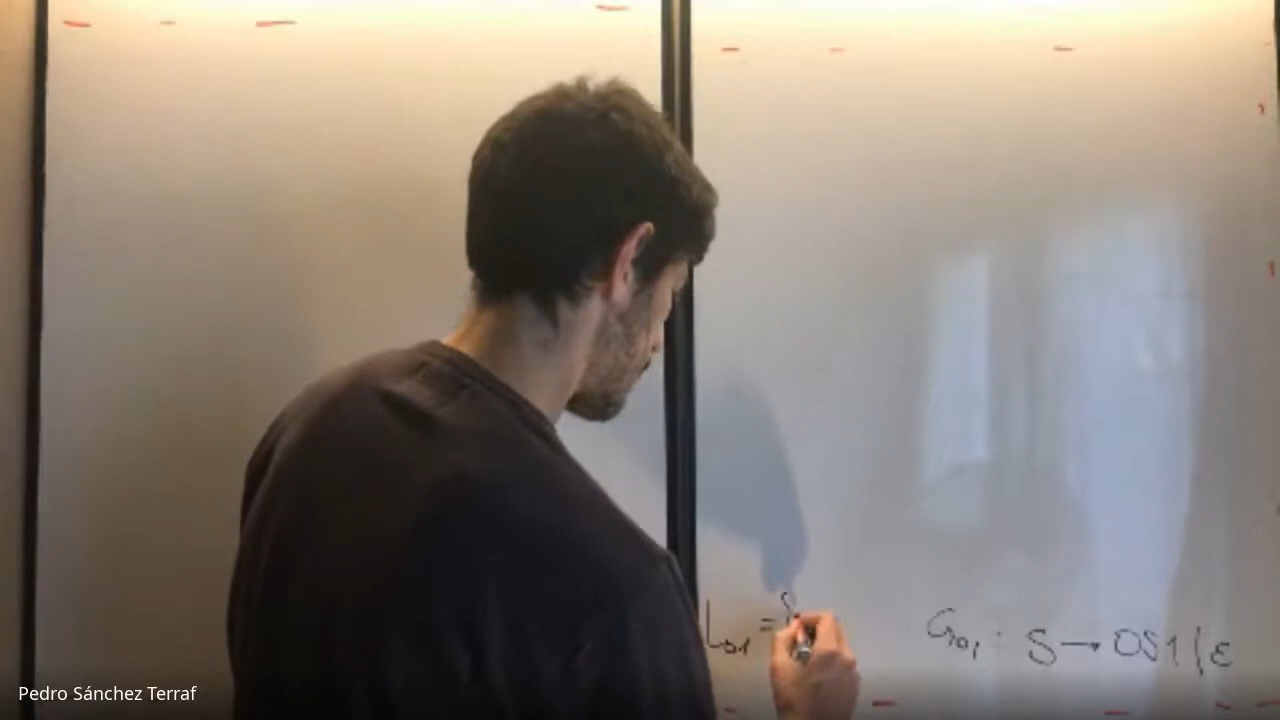 L₀₁ = {
G₀₁ : S → 0S1 | ε
Pedro Sánchez Terraf